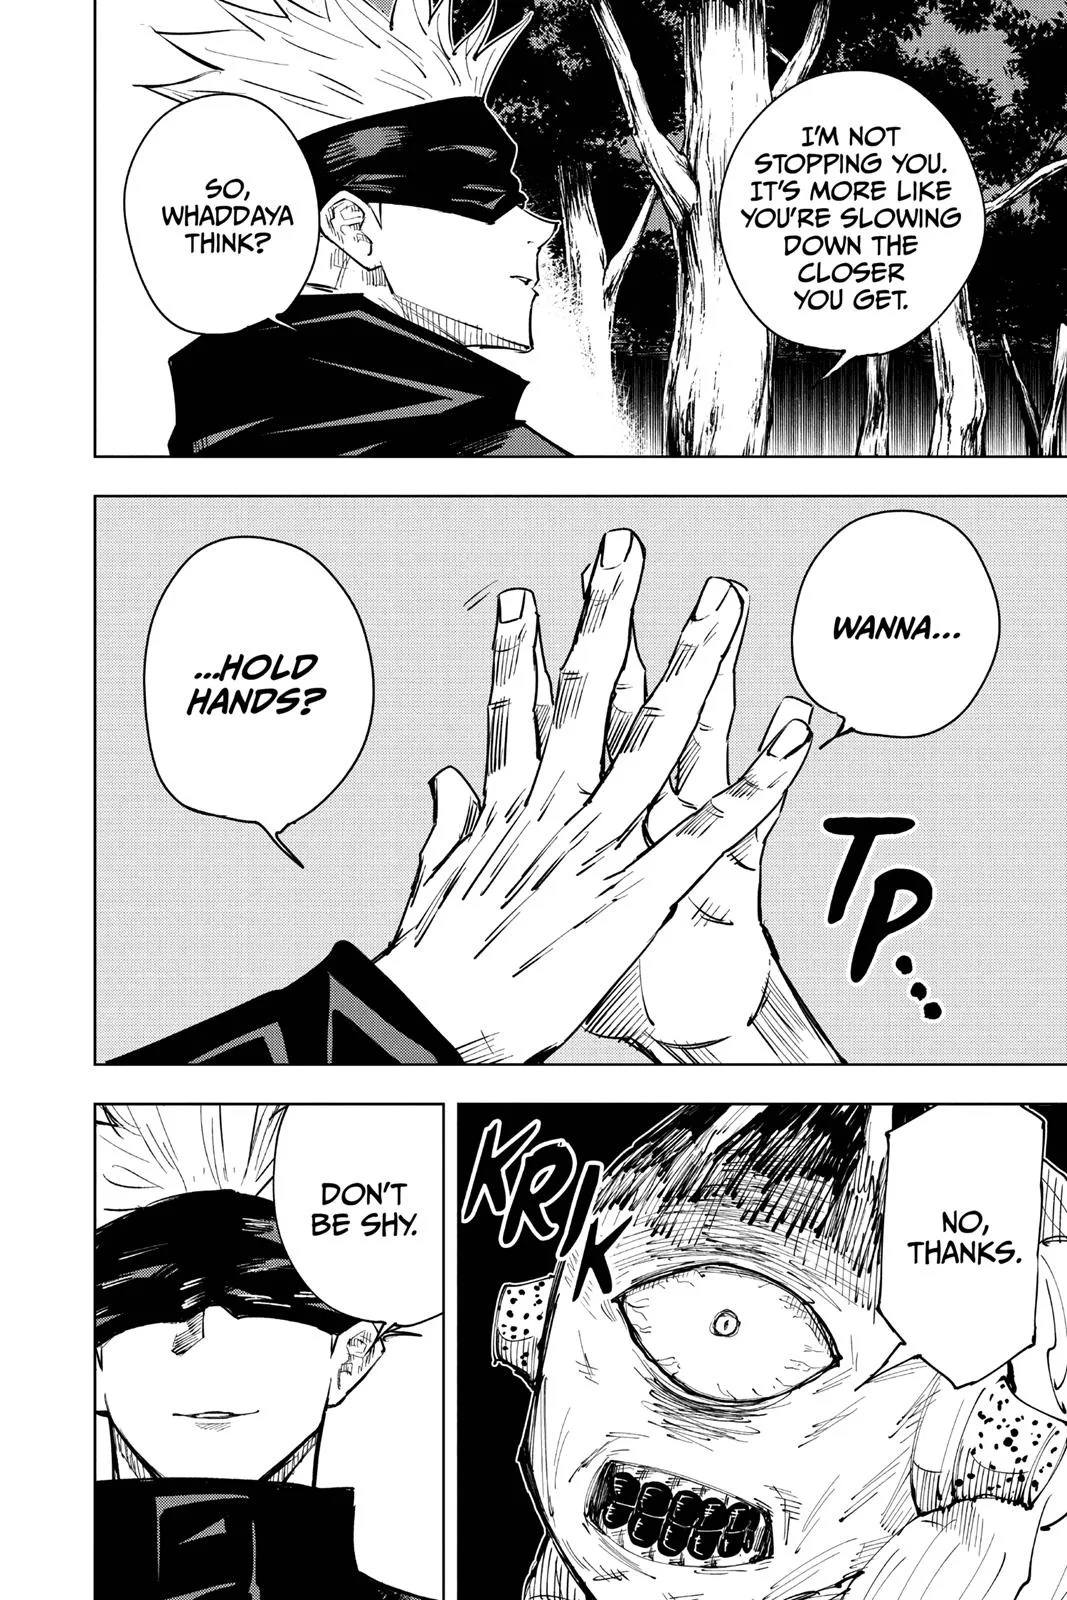 I'M NOT
STOPPING YOU.
IT'S MORE LIKE
YOU'RE SLOWING
DOWN THE
CLOSER
YOU GET.
SO,
WHADDAYA
THINK?
WANNA...
...HOLD
HANDS?
TP...
NO,
THANKS.
KRIK
DON'T
BE SHY.